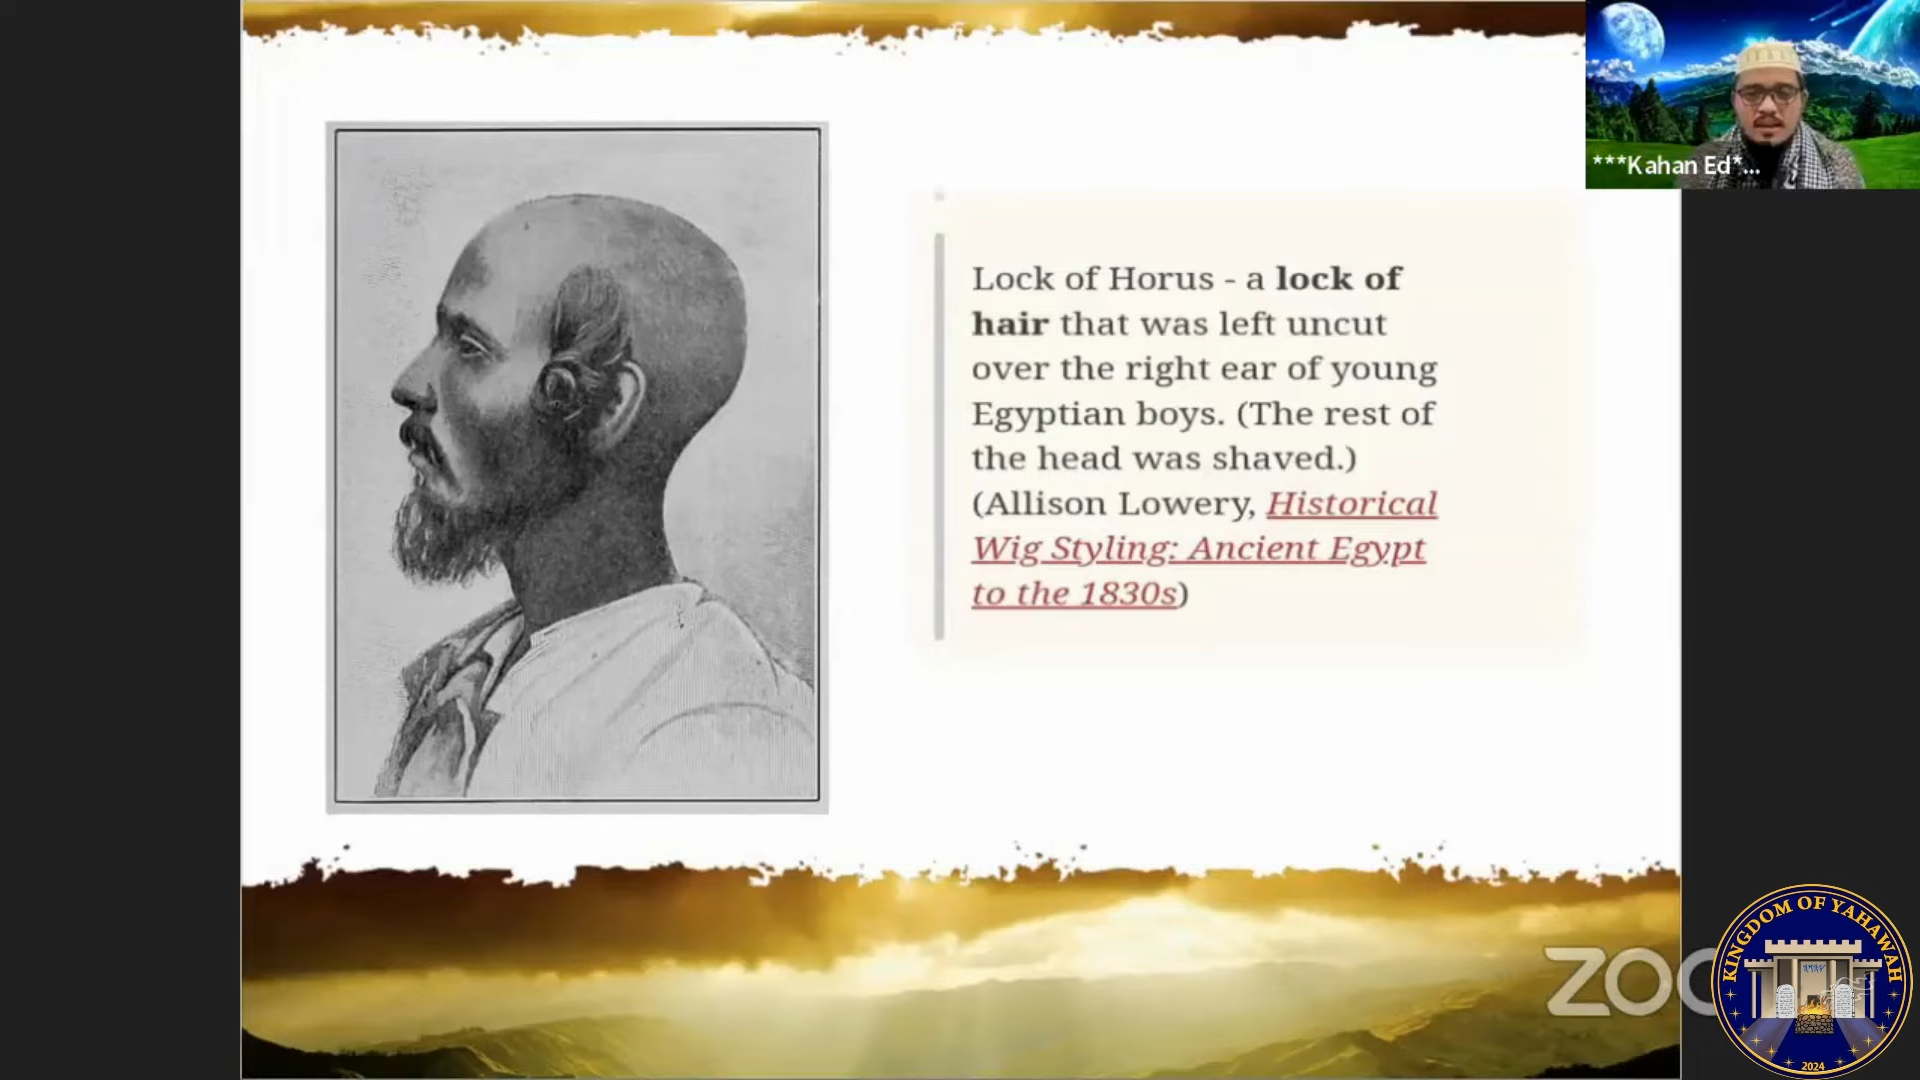 ***Kahan Ed*...
Lock of Horus - a lock of
hair that was left uncut
over the right ear of young
Egyptian boys. (The rest of
the head was shaved.)
(Allison Lowery, Historical
Wig Styling: Ancient Egypt
to the 1830s)
ZOO
KINGDOM OF YAHAWAH
2024